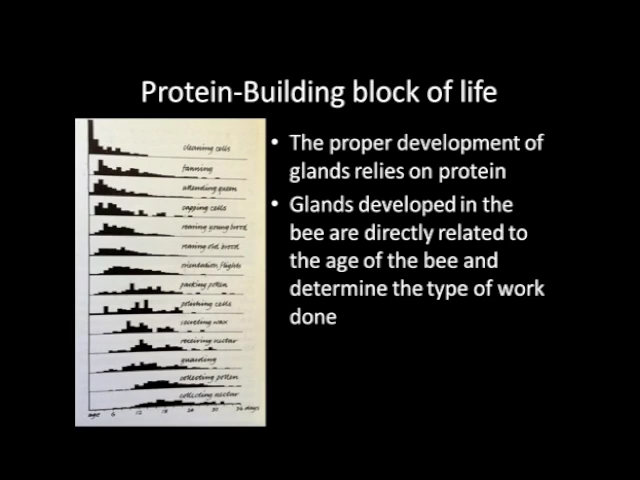 Protein-Building block of life
cleaning cells
fanning
attending queen
capping cells
rearing young brood
rearing old brood
orientation flights
packing pollen
polishing cells
secreting wax
receiving nectar
guarding
collecting pollen
collecting nectar
age 6 12 18 24 30 36 days
• The proper development of
glands relies on protein
• Glands developed in the
bee are directly related to
the age of the bee and
determine the type of work
done